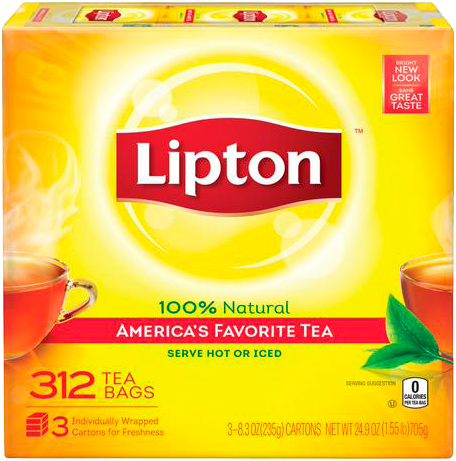 BRIGHT
NEW
LOOK
SAME
GREAT
TASTE
Lipton
™
100% Natural
AMERICA'S FAVORITE TEA
SERVE HOT OR ICED
312 TEA
BAGS
SERVING SUGGESTION
0
CALORIES
PER TEA BAG
U
3 Individually Wrapped
Cartons for Freshness
3–8.3 OZ(235g) CARTONS NET WT 24.9 OZ (1.55 lb)705g